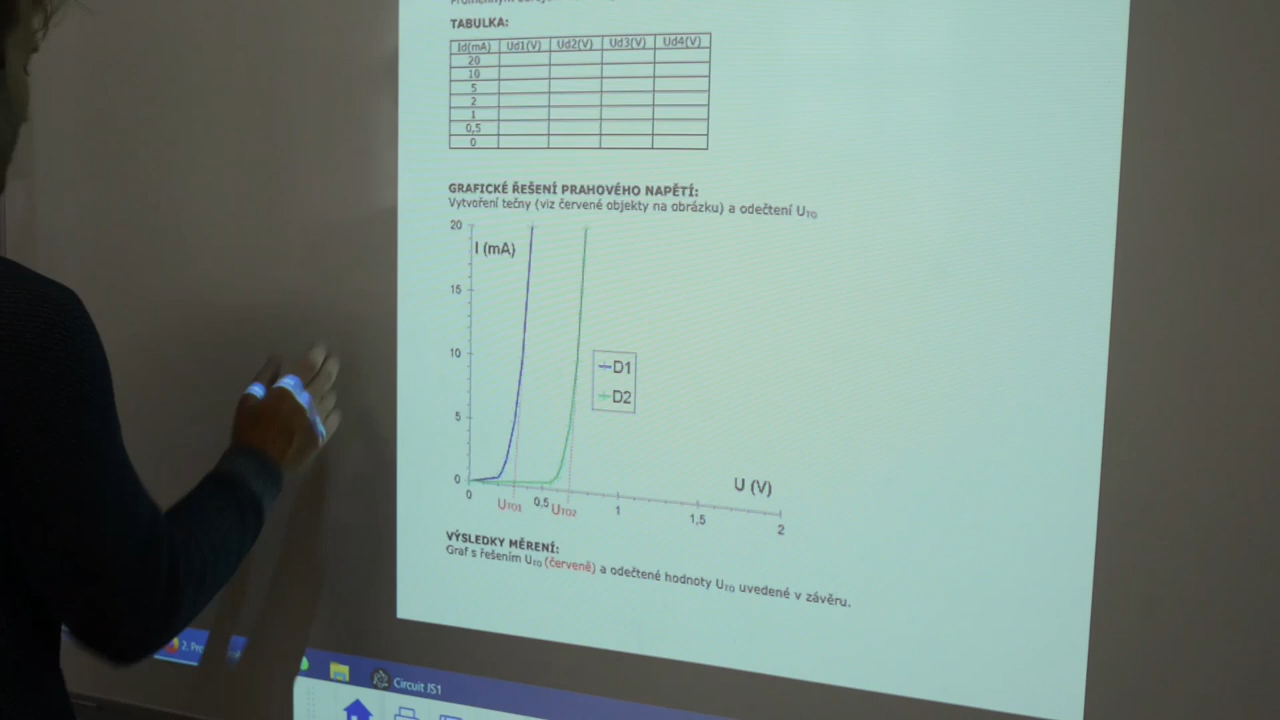 TABULKA:
Id(mA) Ud1(V) Ud2(V) Ud3(V) Ud4(V)
20
10
5
2
1
0,5
0
GRAFICKÉ ŘEŠENÍ PRAHOVÉHO NAPĚTÍ:
Vytvoření tečny (viz červené objekty na obrázku) a odečtení UTO
20
I (mA)
15
10
D1
D2
5
0
U (V)
0 UTO1 0,5 UTO2 1 1,5 2
VÝSLEDKY MĚRENÍ:
Graf s řešením UTO (červeně) a odečtené hodnoty UTO uvedené v závěru.
Circuit JS1